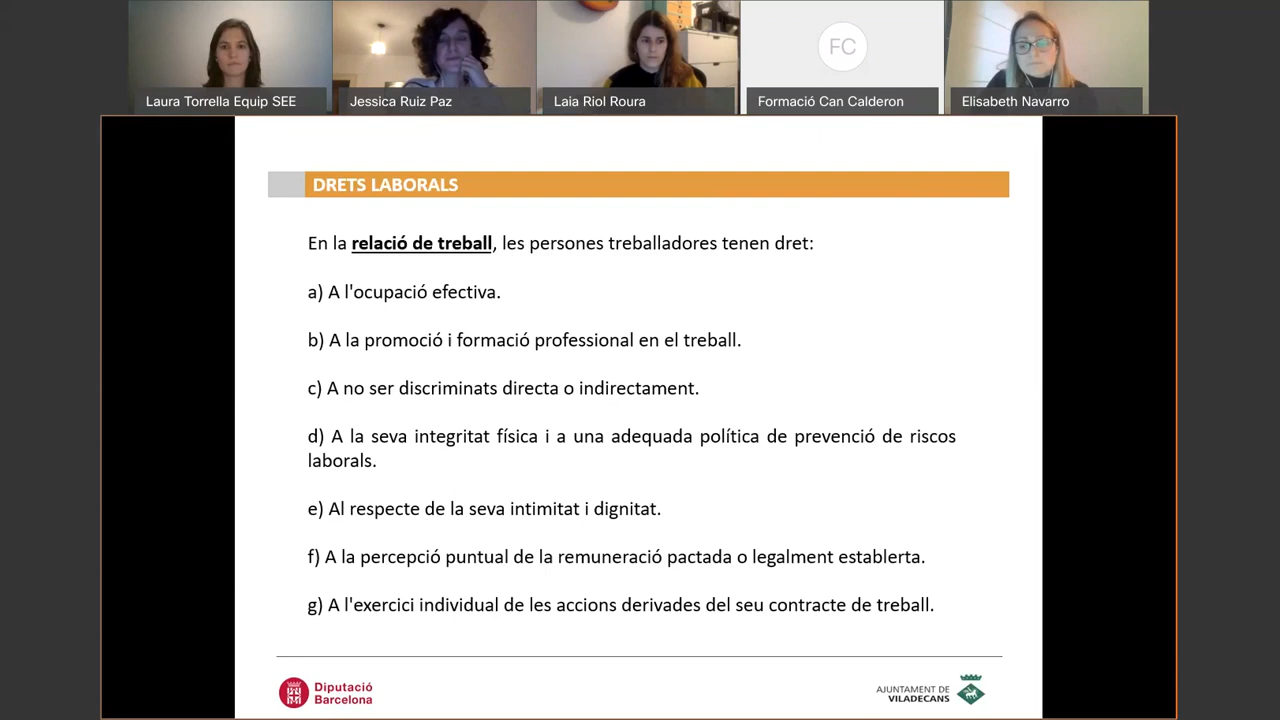 Laura Torrella Equip SEE
Jessica Ruiz Paz
Laia Riol Roura
FC
Formació Can Calderon
Elisabeth Navarro
DRETS LABORALS
En la relació de treball, les persones treballadores tenen dret:
a) A l'ocupació efectiva.
b) A la promoció i formació professional en el treball.
c) A no ser discriminats directa o indirectament.
d) A la seva integritat física i a una adequada política de prevenció de riscos
laborals.
e) Al respecte de la seva intimitat i dignitat.
f) A la percepció puntual de la remuneració pactada o legalment establerta.
g) A l'exercici individual de les accions derivades del seu contracte de treball.
Diputació
Barcelona
AJUNTAMENT DE
VILADECANS